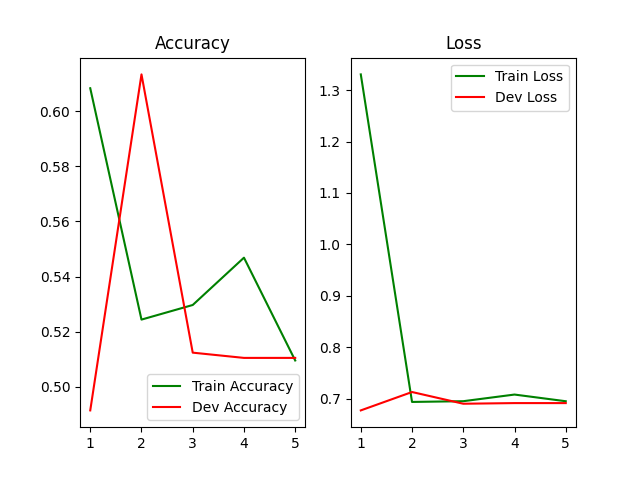 Accuracy
0.60
0.58
0.56
0.54
0.52
0.50
1 2 3 4 5
Train Accuracy
Dev Accuracy
Loss
1.3
1.2
1.1
1.0
0.9
0.8
0.7
1 2 3 4 5
Train Loss
Dev Loss